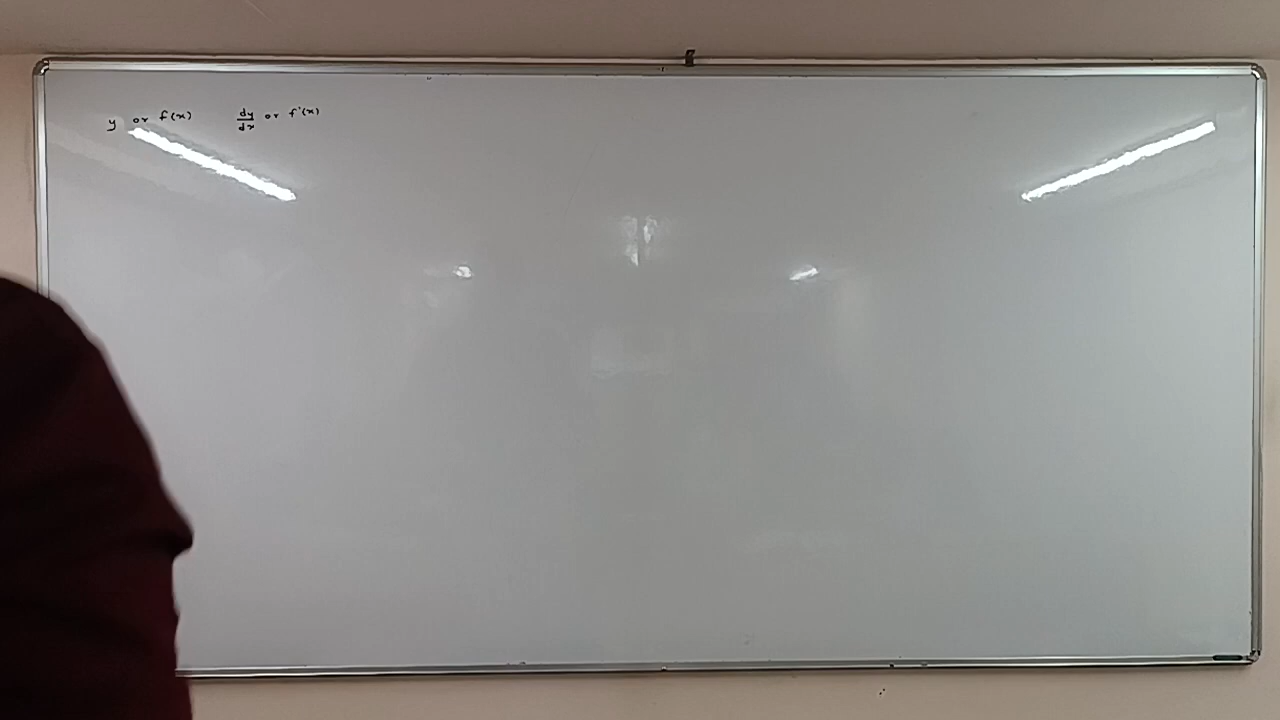 y or f(x) dy/dx or f'(x)